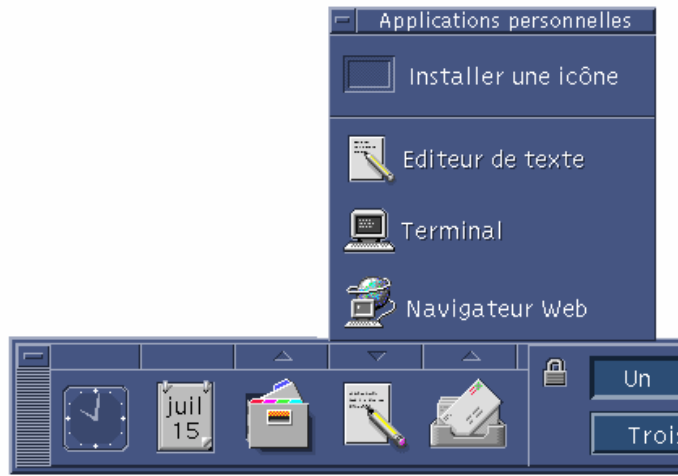 Applications personnelles
Installer une icône
Editeur de texte
Terminal
Navigateur Web
juil
15
Un
Trois